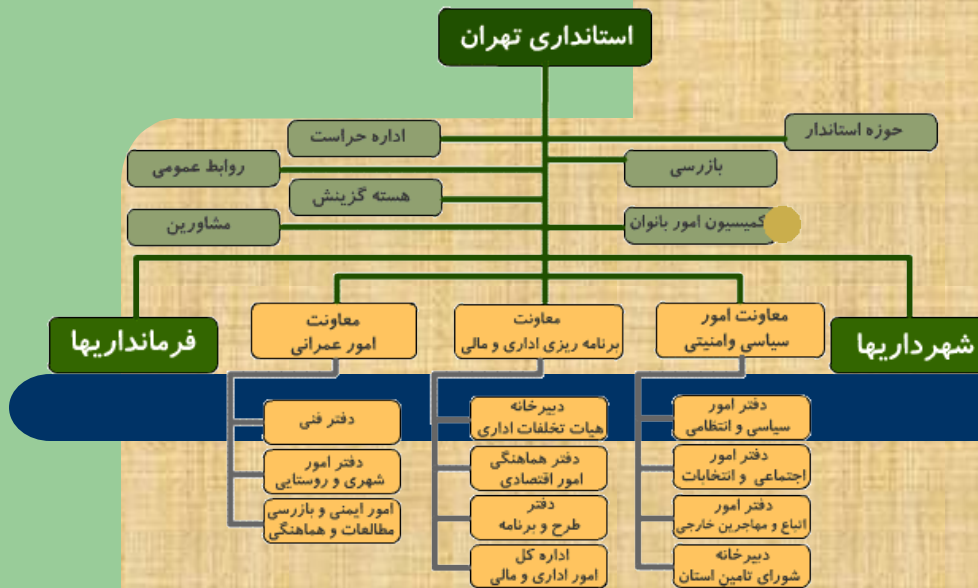 استانداری تهران
حوزه استاندار
اداره حراست
بازرسی
روابط عمومی
هسته گزینش
کمیسیون امور بانوان
مشاورین
شهرداریها
معاونت امور
سیاسی وامنیتی
معاونت
برنامه ریزی اداری و مالی
معاونت
امور عمرانی
فرمانداریها
دفتر امور
سیاسی و انتظامی
دفتر امور
اجتماعی و انتخابات
دفتر امور
اتباع و مهاجرین خارجی
دبیرخانه
شورای تامین استان
دبیرخانه
هیات تخلفات اداری
دفتر هماهنگی
امور اقتصادی
دفتر
طرح و برنامه
اداره کل
امور اداری و مالی
دفتر فنی
دفتر امور
شهری و روستایی
امور ایمنی و بازرسی
مطالعات و هماهنگی